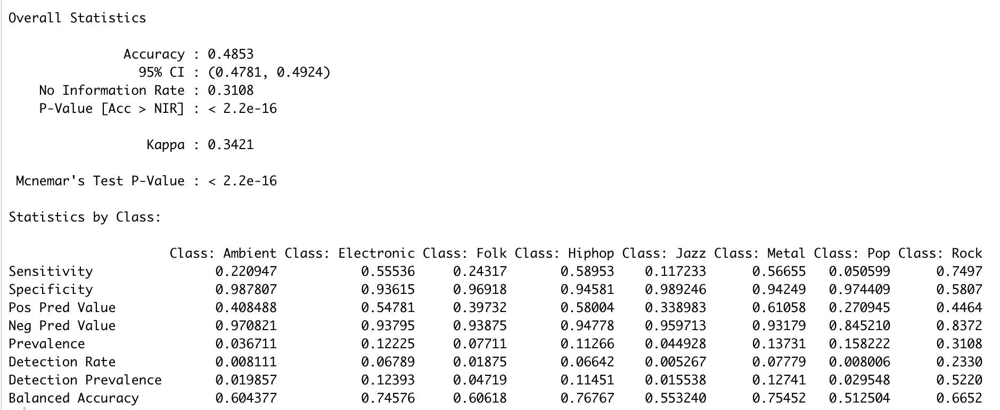 Overall Statistics
Accuracy : 0.4853
95% CI : (0.4781, 0.4924)
No Information Rate : 0.3108
P-Value [Acc > NIR] : < 2.2e-16
Kappa : 0.3421
Mcnemar's Test P-Value : < 2.2e-16
Statistics by Class:
Class: Ambient Class: Electronic Class: Folk Class: Hiphop Class: Jazz Class: Metal Class: Pop Class: Rock
Sensitivity 0.220947 0.55536 0.24317 0.58953 0.117233 0.56655 0.050599 0.7497
Specificity 0.987807 0.93615 0.96918 0.94581 0.989246 0.94249 0.974409 0.5807
Pos Pred Value 0.408488 0.54781 0.39732 0.58004 0.338983 0.61058 0.270945 0.4464
Neg Pred Value 0.970821 0.93795 0.93875 0.94778 0.959713 0.93179 0.845210 0.8372
Prevalence 0.036711 0.12225 0.07711 0.11266 0.044928 0.13731 0.158222 0.3108
Detection Rate 0.008111 0.06789 0.01875 0.06642 0.005267 0.07779 0.008006 0.2330
Detection Prevalence 0.019857 0.12393 0.04719 0.11451 0.015538 0.12741 0.029548 0.5220
Balanced Accuracy 0.604377 0.74576 0.60618 0.76767 0.553240 0.75452 0.512504 0.6652